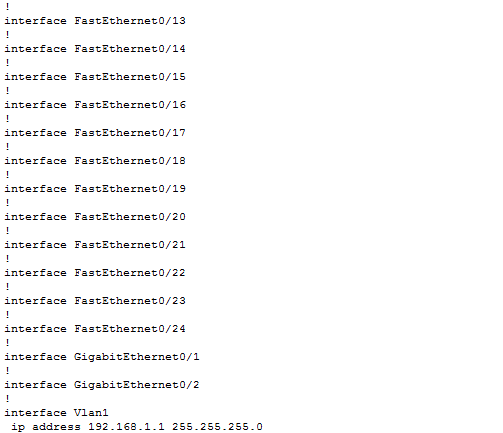 !
interface FastEthernet0/13
!
interface FastEthernet0/14
!
interface FastEthernet0/15
!
interface FastEthernet0/16
!
interface FastEthernet0/17
!
interface FastEthernet0/18
!
interface FastEthernet0/19
!
interface FastEthernet0/20
!
interface FastEthernet0/21
!
interface FastEthernet0/22
!
interface FastEthernet0/23
!
interface FastEthernet0/24
!
interface GigabitEthernet0/1
!
interface GigabitEthernet0/2
!
interface Vlan1
 ip address 192.168.1.1 255.255.255.0